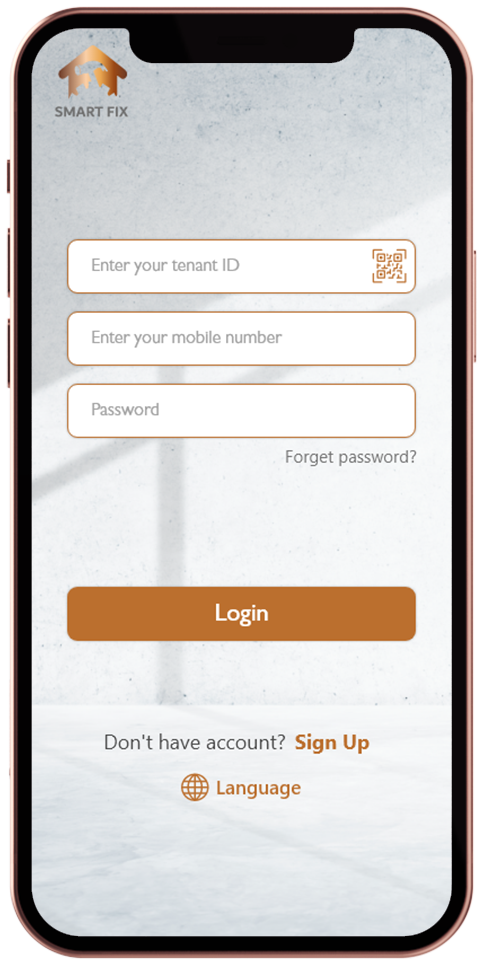 SMART FIX
Enter your tenant ID
Enter your mobile number
Password
Forget password?
Login
Don't have account? Sign Up
Language